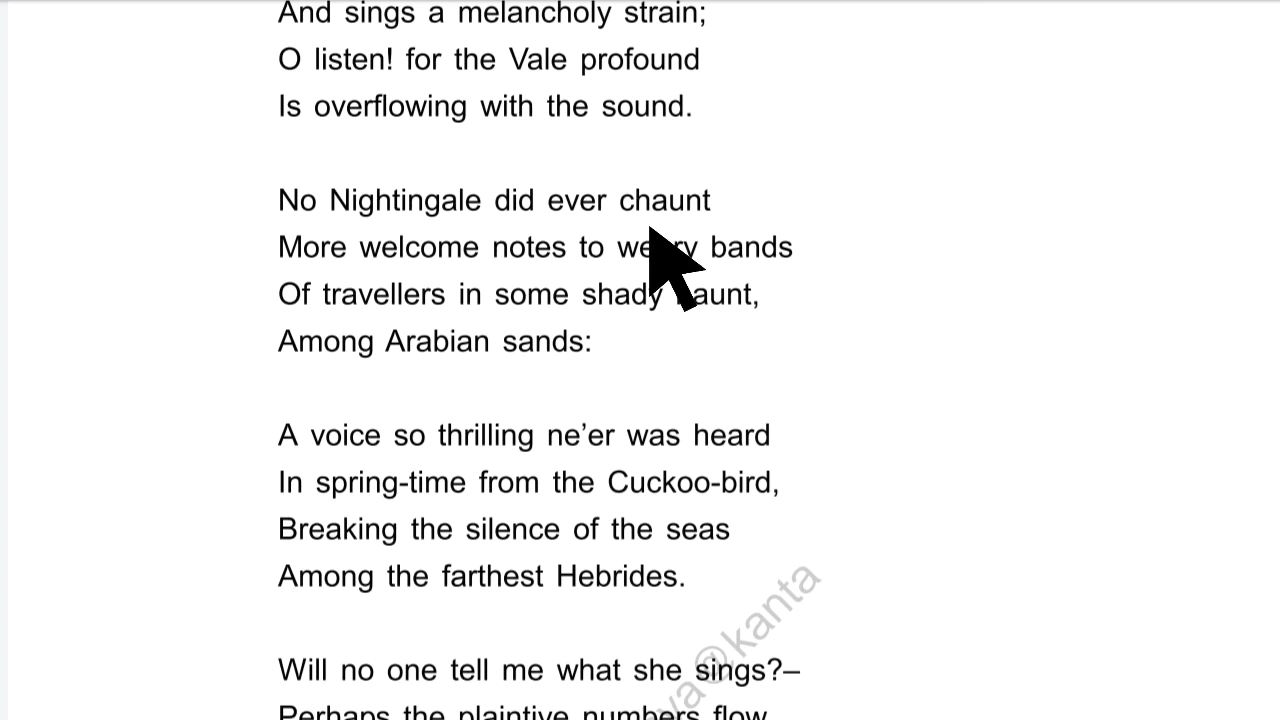 And sings a melancholy strain;
O listen! for the Vale profound
Is overflowing with the sound.
No Nightingale did ever chaunt
More welcome notes to bands
Of travellers in some shady
Among Arabian sands:
A voice so thrilling ne’er was heard
In spring-time from the Cuckoo-bird,
Breaking the silence of the seas
Among the farthest Hebrides.
Will no one tell me what she sings?–
Perhaps the plaintive numbers flow